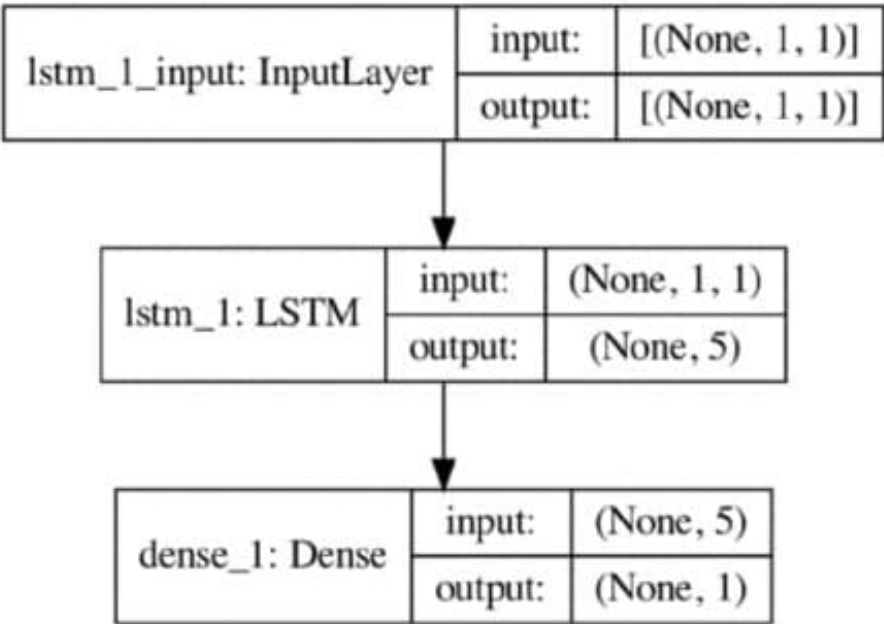 lstm_1_input: InputLayer
input: [(None, 1, 1)]
output: [(None, 1, 1)]
lstm_1: LSTM
input: (None, 1, 1)
output: (None, 5)
dense_1: Dense
input: (None, 5)
output: (None, 1)